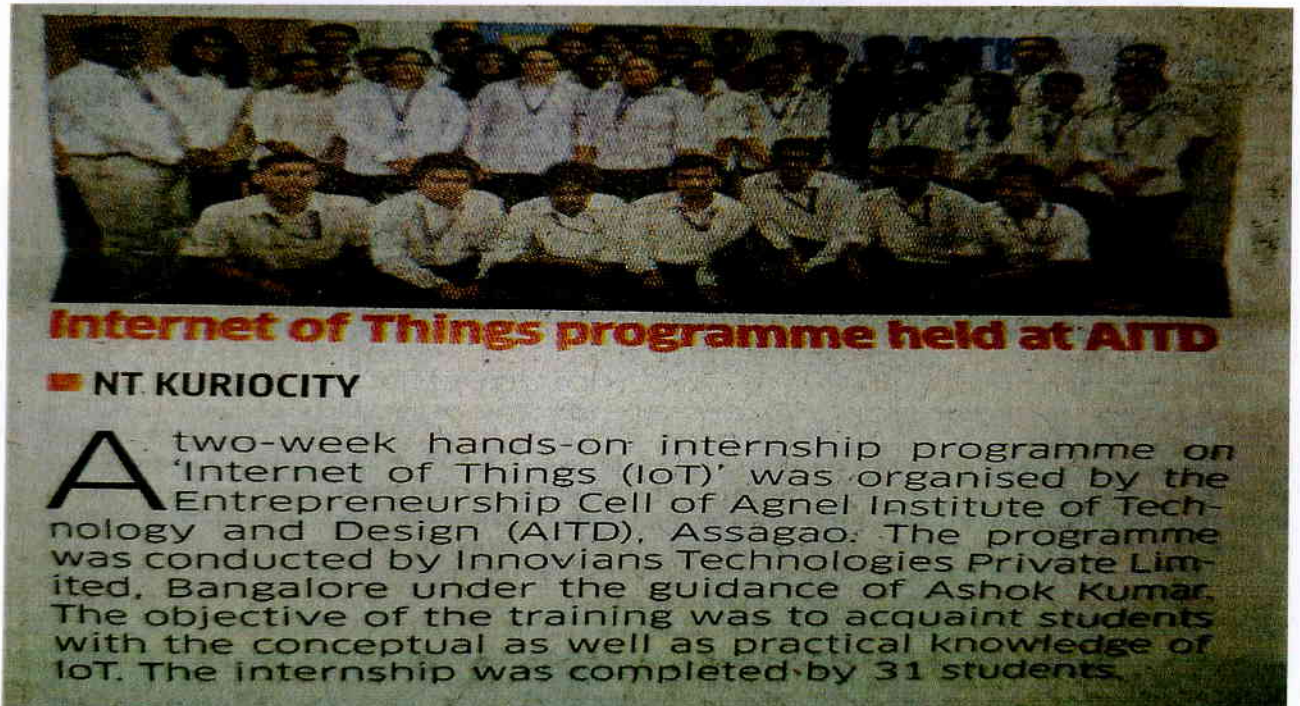 Internet of Things programme held at AITD
NT KURIOCITY
A two-week hands-on internship programme on
'Internet of Things (IoT)' was organised by the
Entrepreneurship Cell of Agnel Institute of Tech-
nology and Design (AITD), Assagao. The programme
was conducted by Innovians Technologies Private Lim-
ited, Bangalore under the guidance of Ashok Kumar.
The objective of the training was to acquaint students
with the conceptual as well as practical knowledge of
IoT. The internship was completed by 31 students.